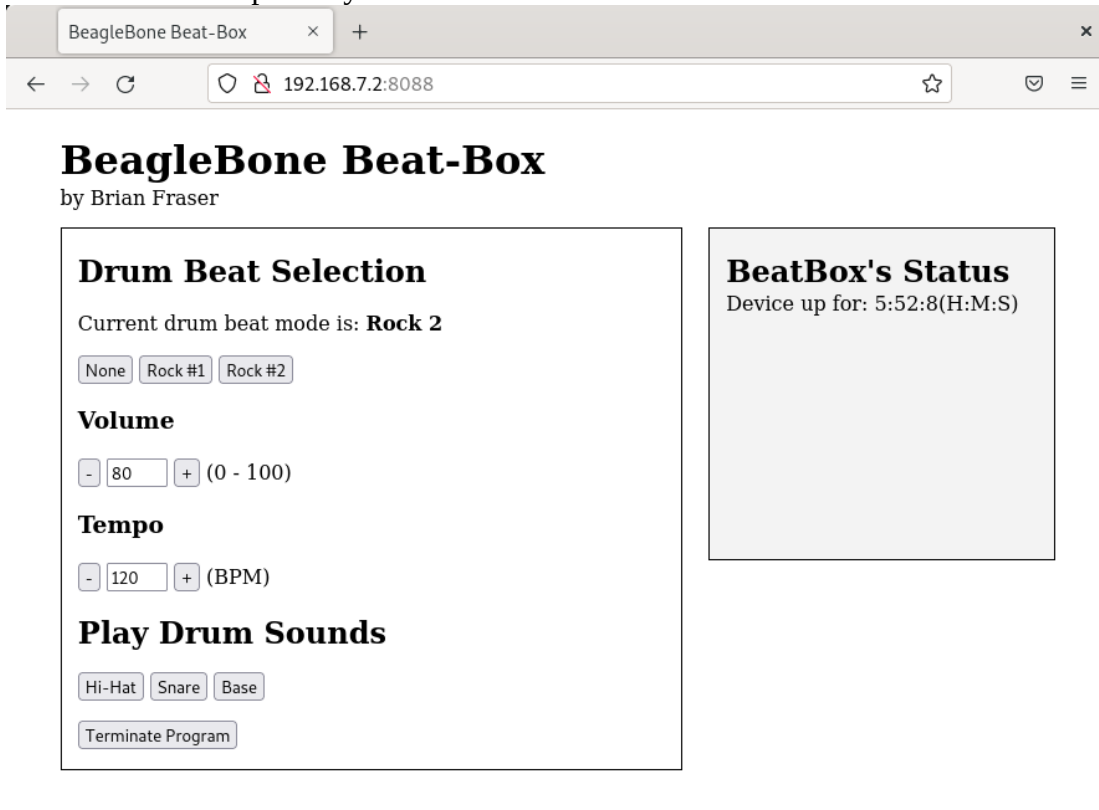 BeagleBone Beat-Box × +
192.168.7.2:8088
BeagleBone Beat-Box
by Brian Fraser
Drum Beat Selection
Current drum beat mode is: Rock 2
None Rock #1 Rock #2
Volume
- 80 + (0 - 100)
Tempo
- 120 + (BPM)
Play Drum Sounds
Hi-Hat Snare Base
Terminate Program
BeatBox's Status
Device up for: 5:52:8(H:M:S)